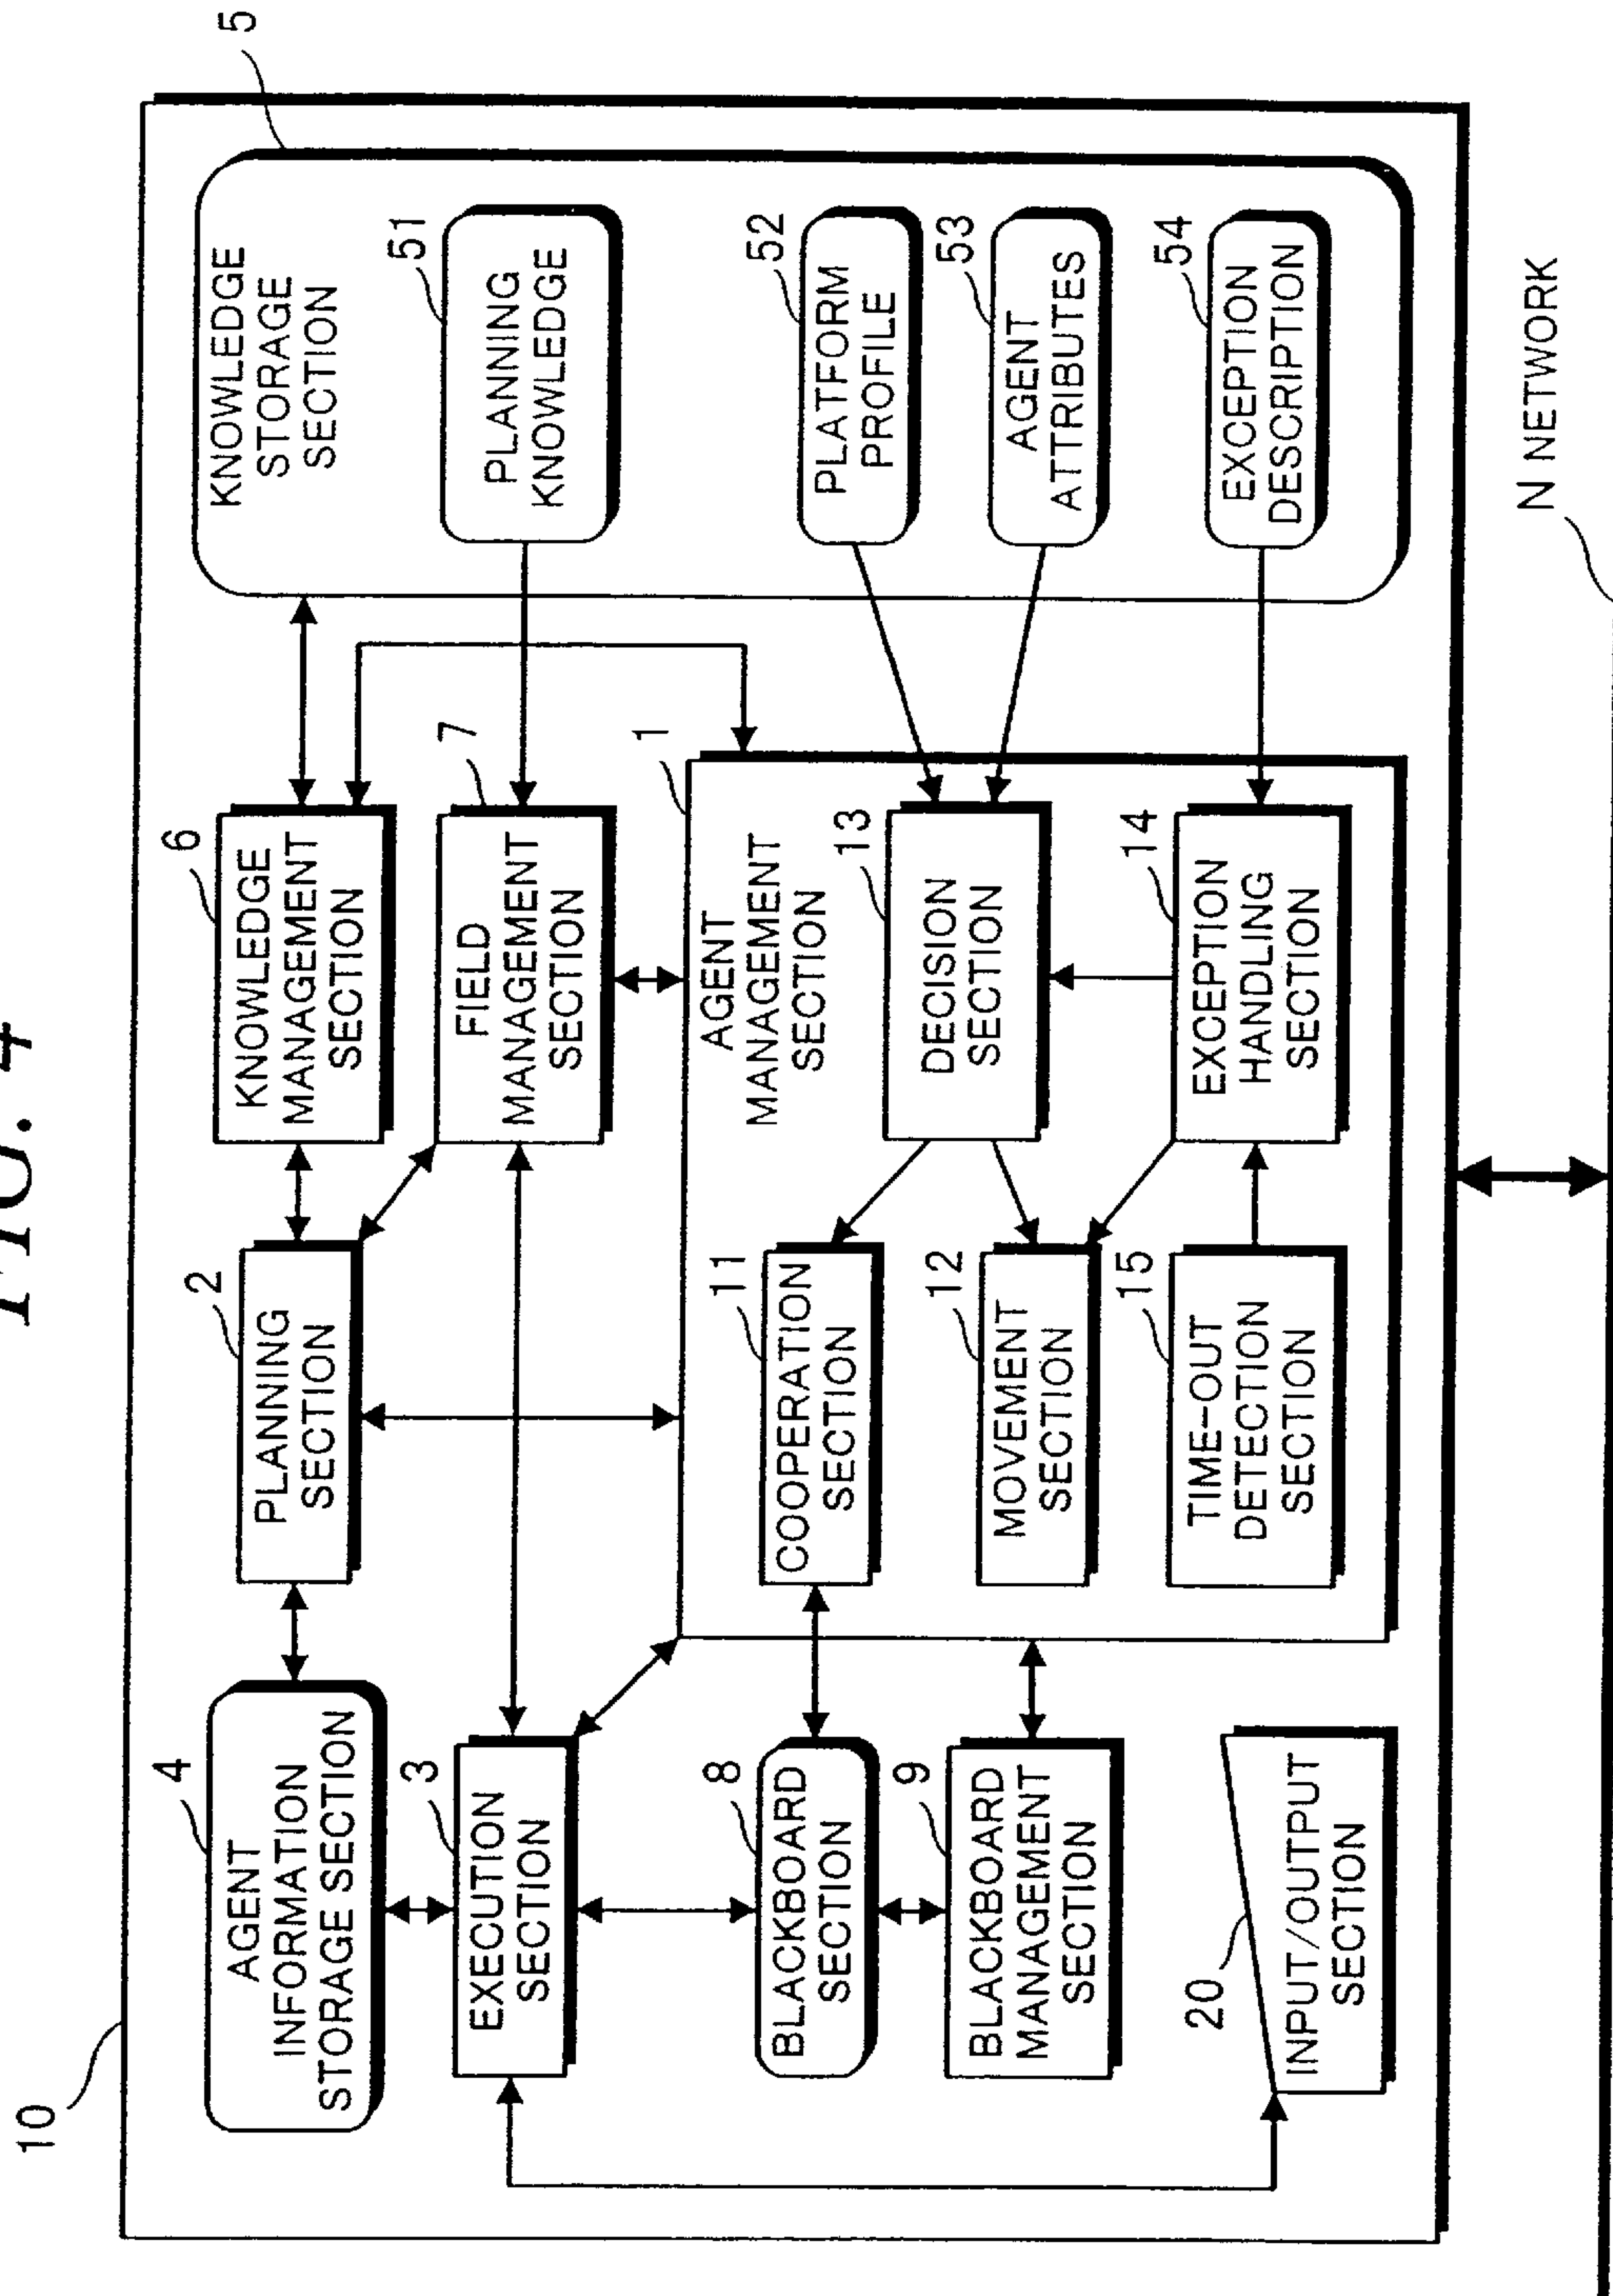 FIG. 4
10
4
AGENT
INFORMATION
STORAGE SECTION
2
PLANNING
SECTION
6
KNOWLEDGE
MANAGEMENT
SECTION
5
KNOWLEDGE
STORAGE
SECTION
3
EXECUTION
SECTION
7
FIELD
MANAGEMENT
SECTION
51
PLANNING
KNOWLEDGE
1
AGENT
MANAGEMENT
SECTION
8
BLACKBOARD
SECTION
11
COOPERATION
SECTION
13
DECISION
SECTION
52
PLATFORM
PROFILE
9
BLACKBOARD
MANAGEMENT
SECTION
12
MOVEMENT
SECTION
53
AGENT
ATTRIBUTES
20
INPUT/OUTPUT
SECTION
15
TIME-OUT
DETECTION
SECTION
14
EXCEPTION
HANDLING
SECTION
54
EXCEPTION
DESCRIPTION
N NETWORK